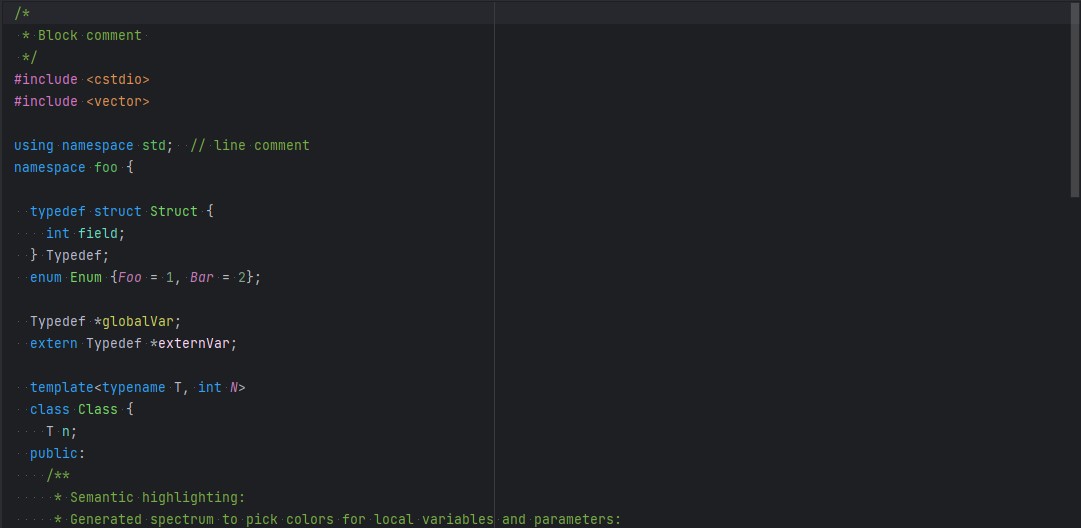 /*
 * Block comment
 */
#include <cstdio>
#include <vector>

using namespace std;  // line comment
namespace foo {

  typedef struct Struct {
    int field;
  } Typedef;
  enum Enum {Foo = 1, Bar = 2};

  Typedef *globalVar;
  extern Typedef *externVar;

  template<typename T, int N>
  class Class {
    T n;
  public:
    /**
     * Semantic highlighting:
     * Generated spectrum to pick colors for local variables and parameters: